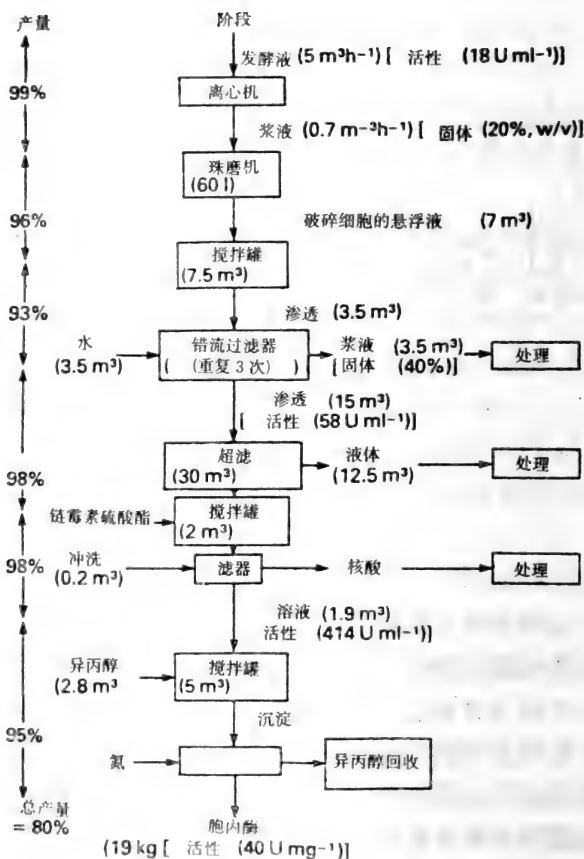 产量
阶段
发酵液 (5 m³h-1) [ 活性 (18 U ml-1)]
99%
离心机
浆液 (0.7 m-³h-1) [ 固体 (20%, w/v)]
珠磨机
(60 l)
96%
破碎细胞的悬浮液 (7 m³)
搅拌罐
(7.5 m³)
93%
渗透 (3.5 m³)
水
(3.5 m³)
错流过滤器
( (重复 3 次) )
浆液 (3.5 m³)
[ 固体 (40%)]
处理
渗透 (15 m³)
[ 活性 (58 U ml-1)]
98%
超滤
(30 m³)
液体
(12.5 m³)
处理
链霉素硫酸酯
搅拌罐
(2 m³)
98%
冲洗
(0.2 m³)
滤器
核酸
处理
溶液 (1.9 m³)
活性 (414 U ml-1)]
异丙醇
(2.8 m³
搅拌罐
(5 m³)
沉淀
95%
氮
异丙醇回收
总产量
= 80%
胞内酶
(19 kg [ 活性 (40 U mg-1)]